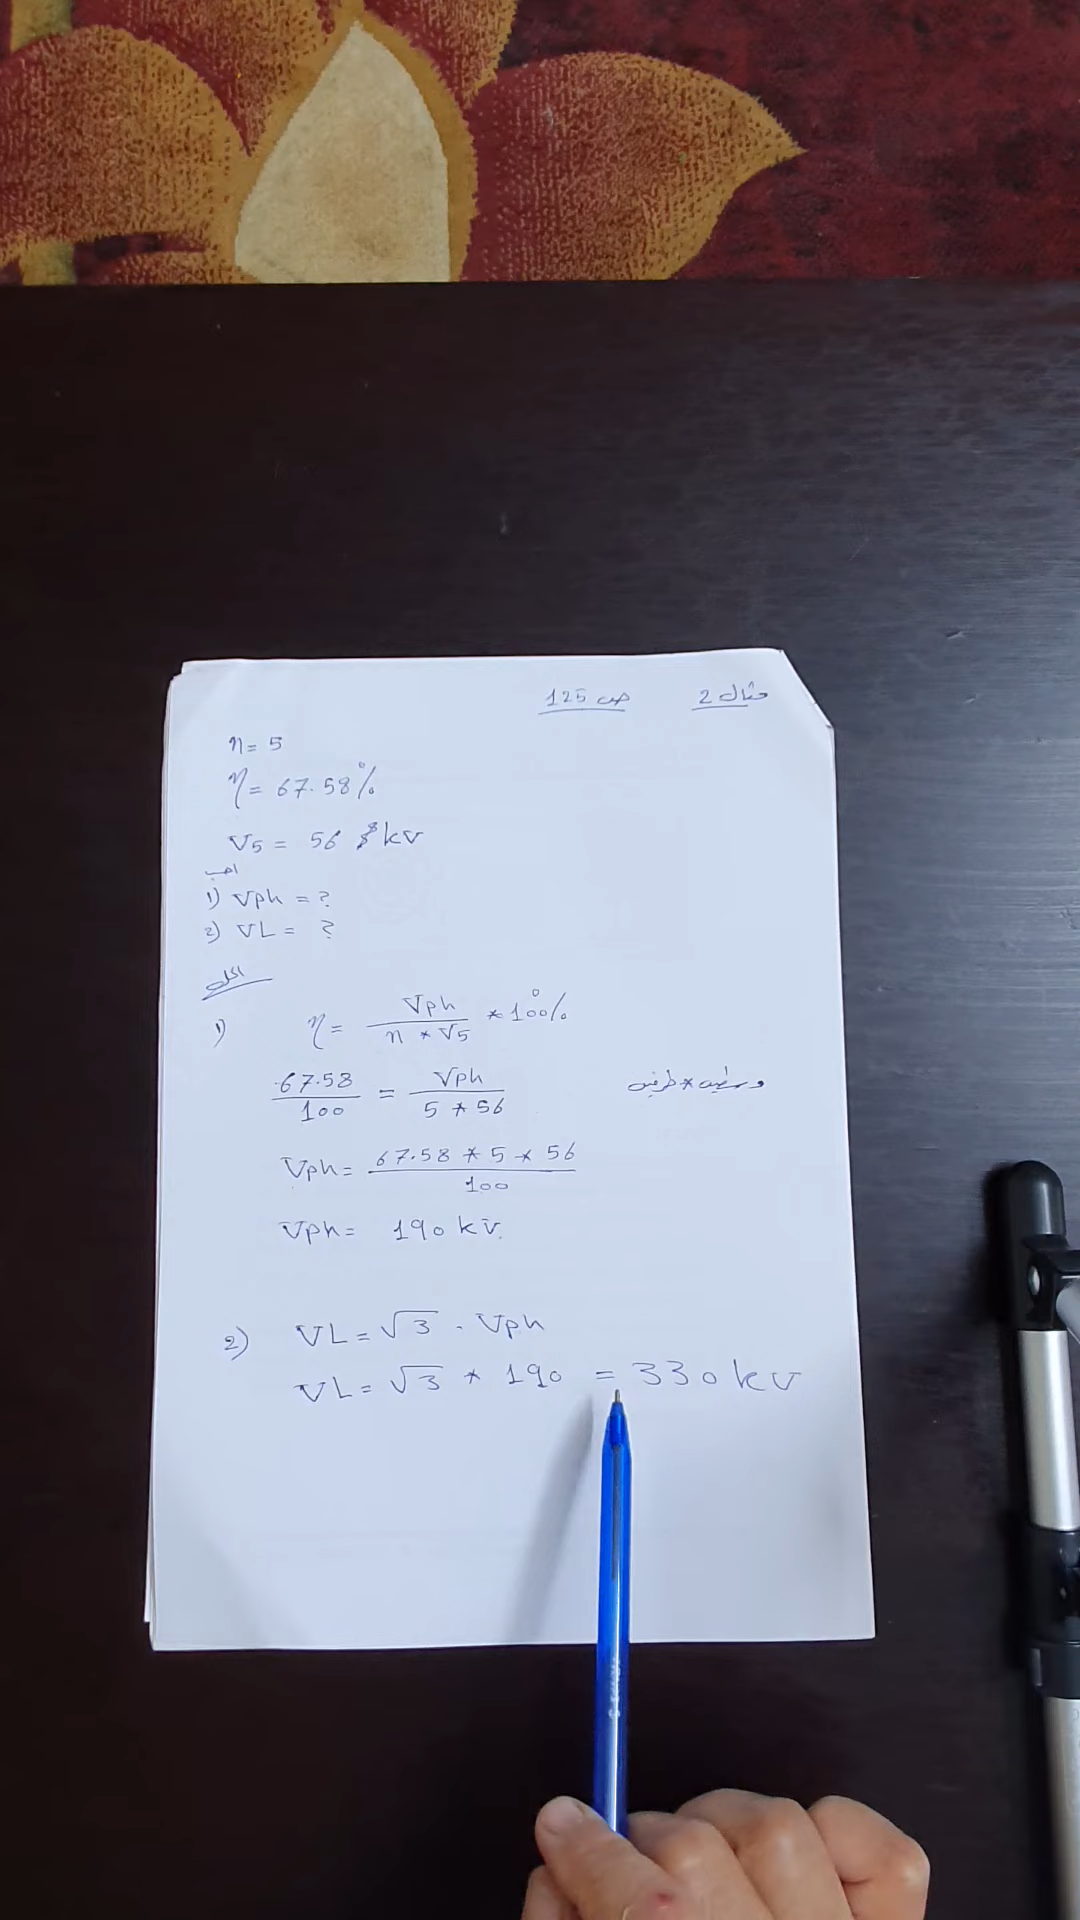 مثال 2 ص 125
n = 5
η = 67.58%
V5 = 56 kv
احسب
1) Vph = ?
2) VL = ?
الحل
1) η = Vph / n * V5 * 100%
67.58 / 100 = Vph / 5 * 56 وسطين * طرفين
Vph = 67.58 * 5 * 56 / 100
Vph = 190 kv.
2) VL = √3 . Vph
VL = √3 * 190 = 330 kv